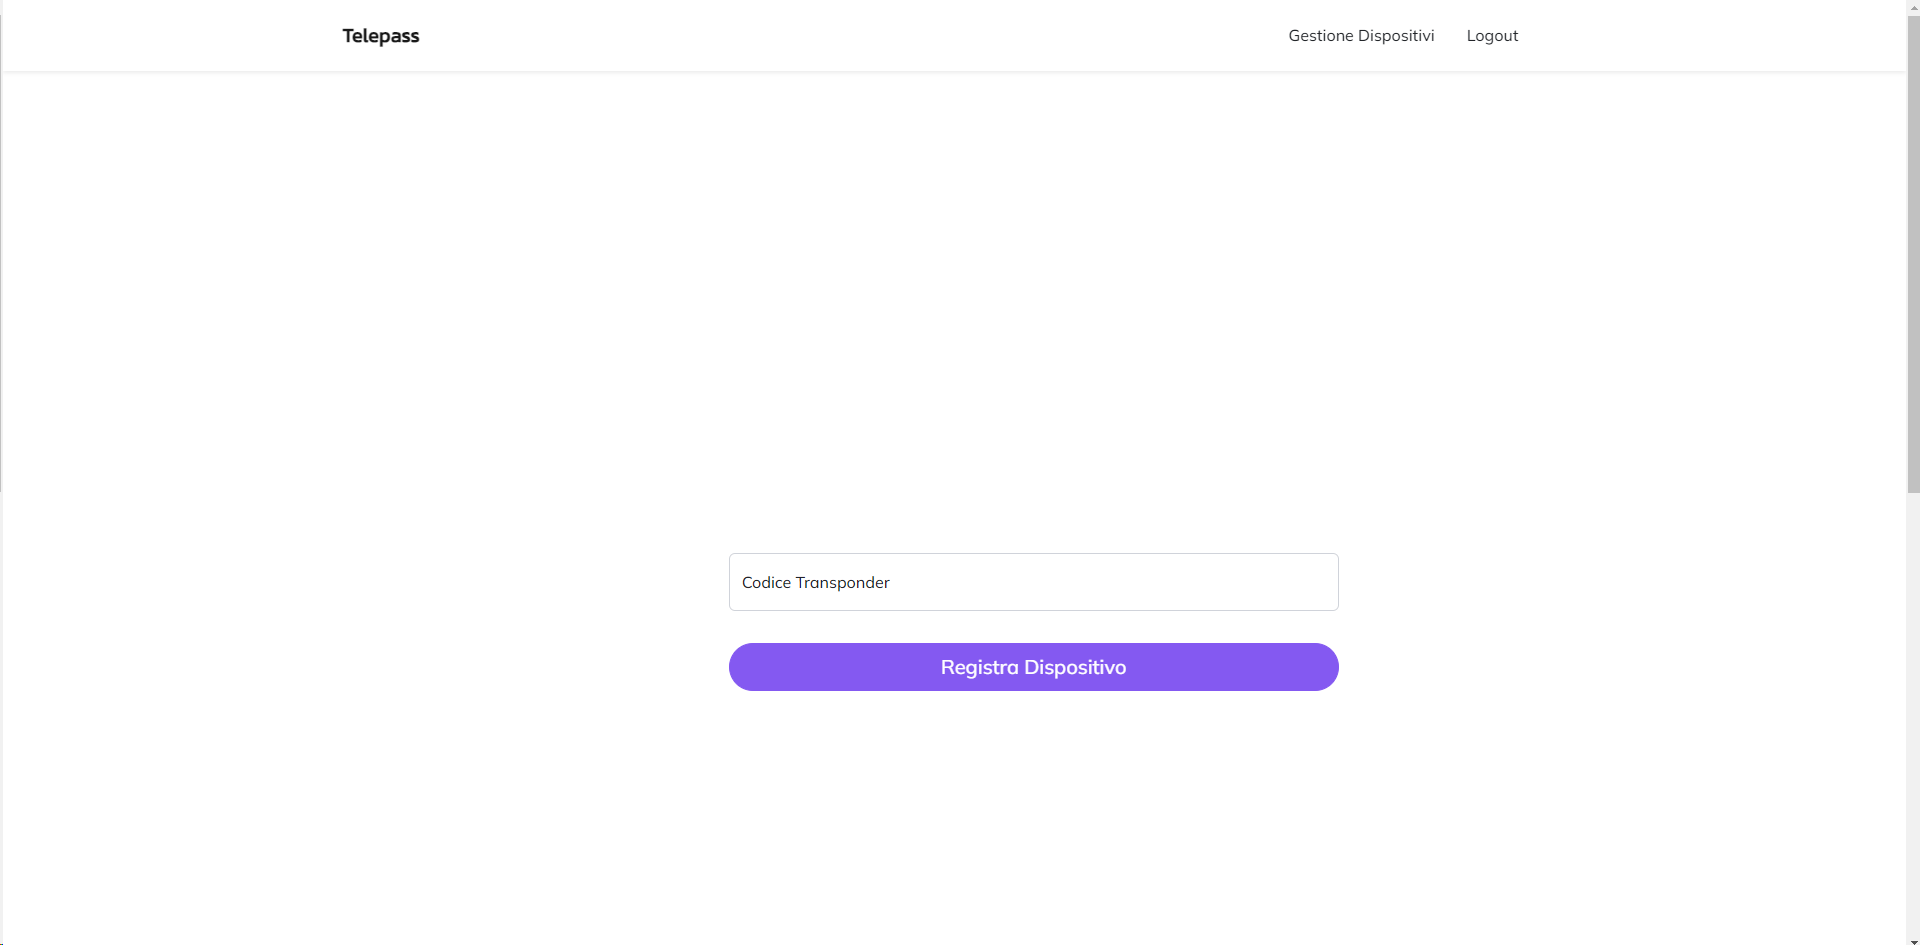 Telepass
Gestione Dispositivi
Logout
Codice Transponder
Registra Dispositivo